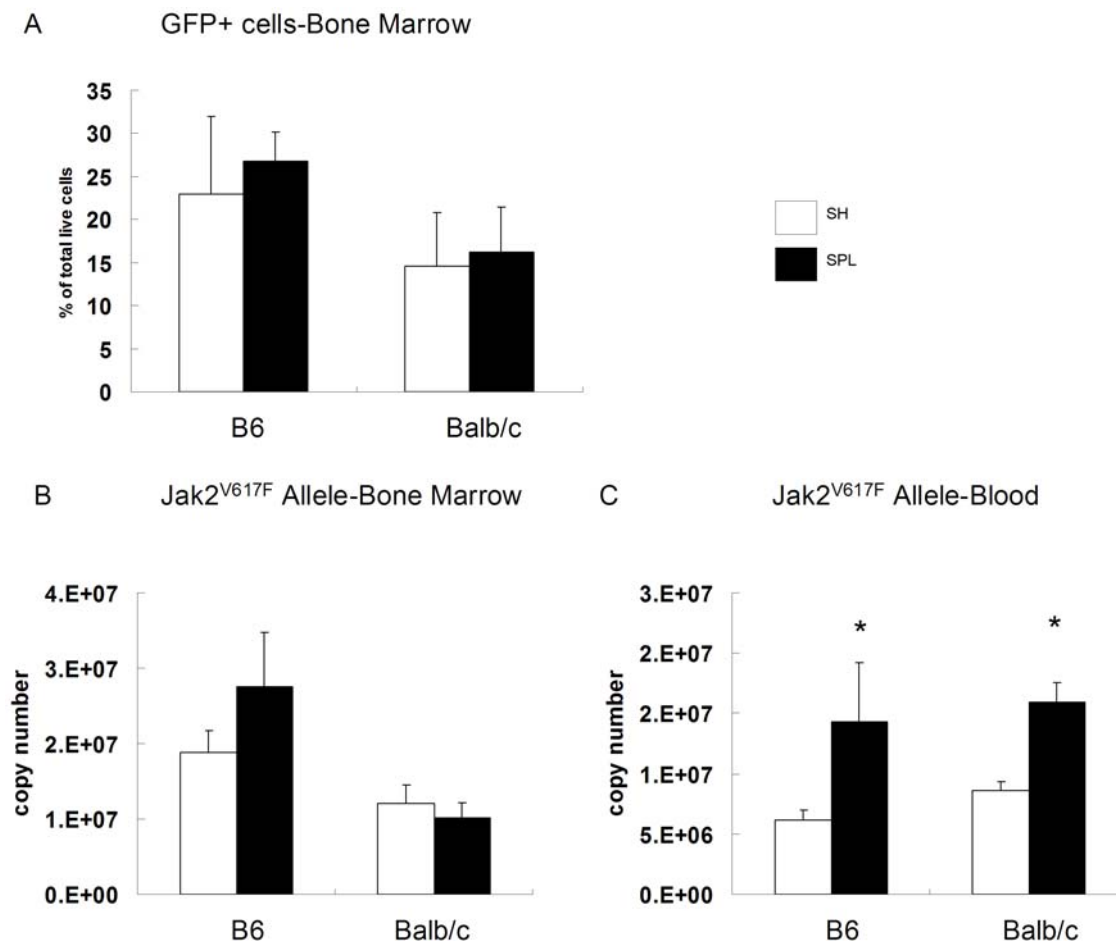 A GFP+ cells-Bone Marrow
35
30
25
20
15
10
5
0
% of total live cells
B6 Balb/c
SH
SPL
B Jak2V617F Allele-Bone Marrow
4.E+07
3.E+07
2.E+07
1.E+07
0.E+00
copy number
B6 Balb/c
C Jak2V617F Allele-Blood
3.E+07
2.E+07
2.E+07
1.E+07
5.E+06
0.E+00
copy number
* *
B6 Balb/c